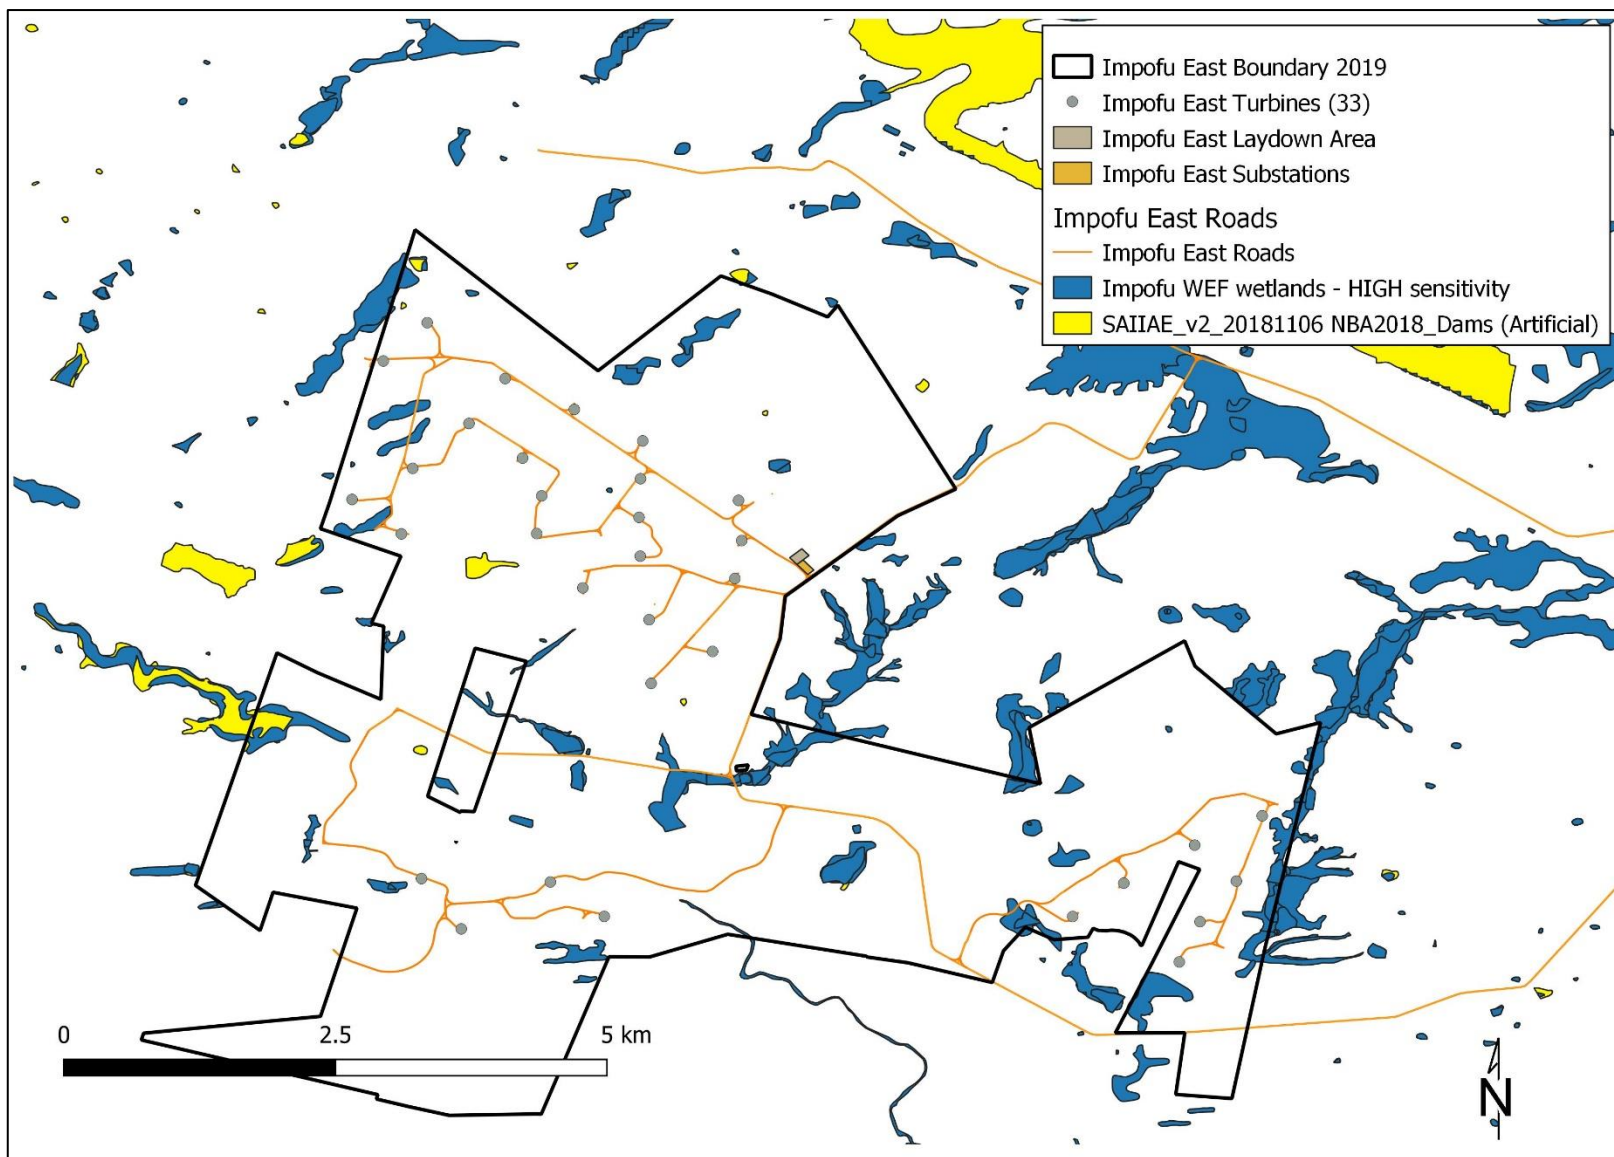 Impofu East Boundary 2019
Impofu East Turbines (33)
Impofu East Laydown Area
Impofu East Substations
Impofu East Roads
Impofu East Roads
Impofu WEF wetlands - HIGH sensitivity
SAIIAE_v2_20181106 NBA2018_Dams (Artificial)
0 2.5 5 km
N